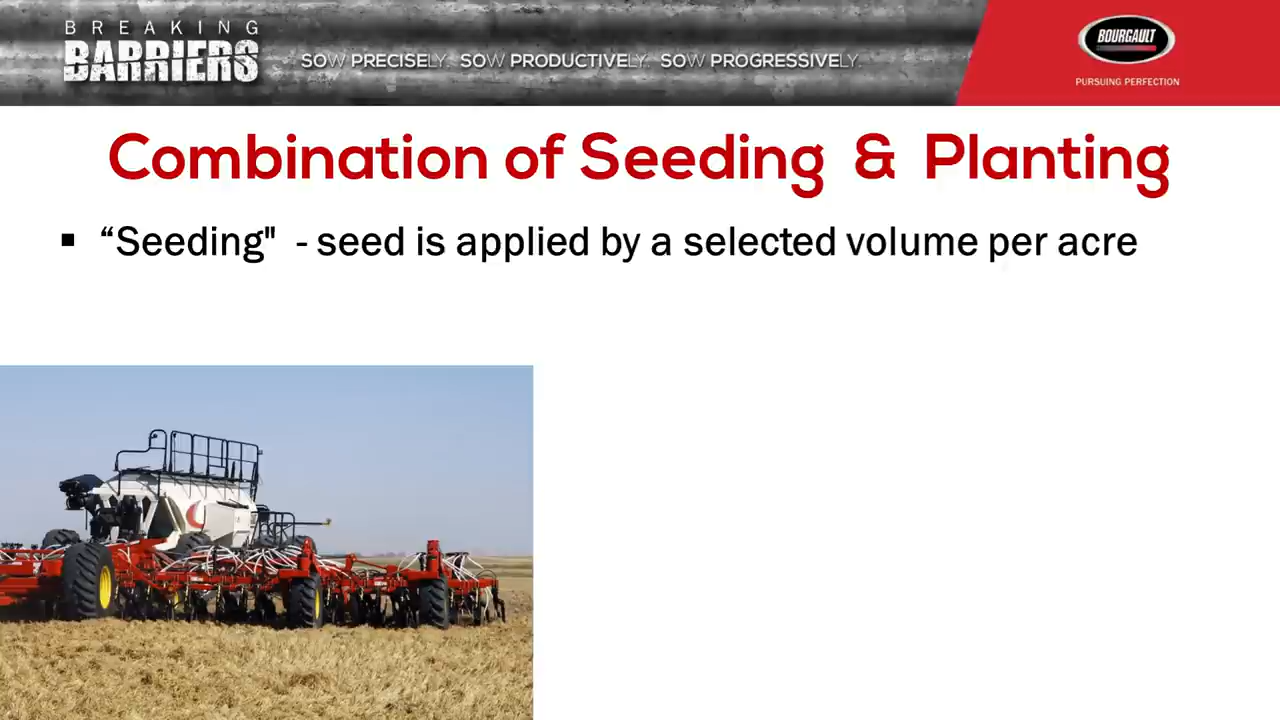 BREAKING
BARRIERS
SOW PRECISELY. SOW PRODUCTIVELY. SOW PROGRESSIVELY.
BOURGAULT
PURSUING PERFECTION
Combination of Seeding & Planting
▪ “Seeding" - seed is applied by a selected volume per acre